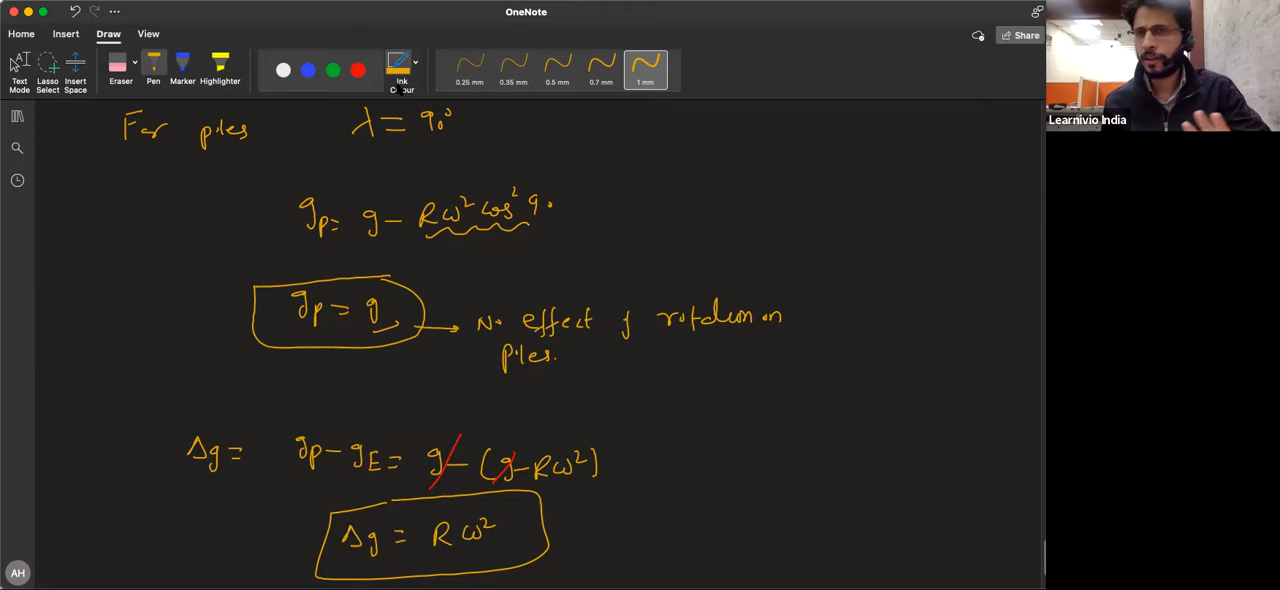 OneNote
Home Insert Draw View
Share
Text Mode
Lasso Select
Insert Space
Eraser
Pen
Marker
Highlighter
Ink Colour
0.25 mm
0.35 mm
0.5 mm
0.7 mm
1 mm
Learnivio India
For poles λ = 90°
gp = g − Rω² cos² 90
gp = g → No effect of rotation on
poles.
Δg = gp − gE = g − (g − Rω²)
Δg = Rω²
AH